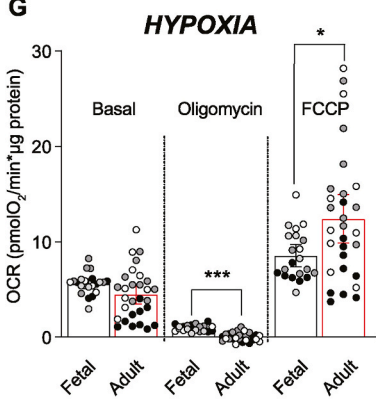 G
HYPOXIA
*
30
Basal
Oligomycin
FCCP
20
OCR (pmolO₂/min*μg protein)
10
***
0
Fetal
Adult
Fetal
Adult
Fetal
Adult